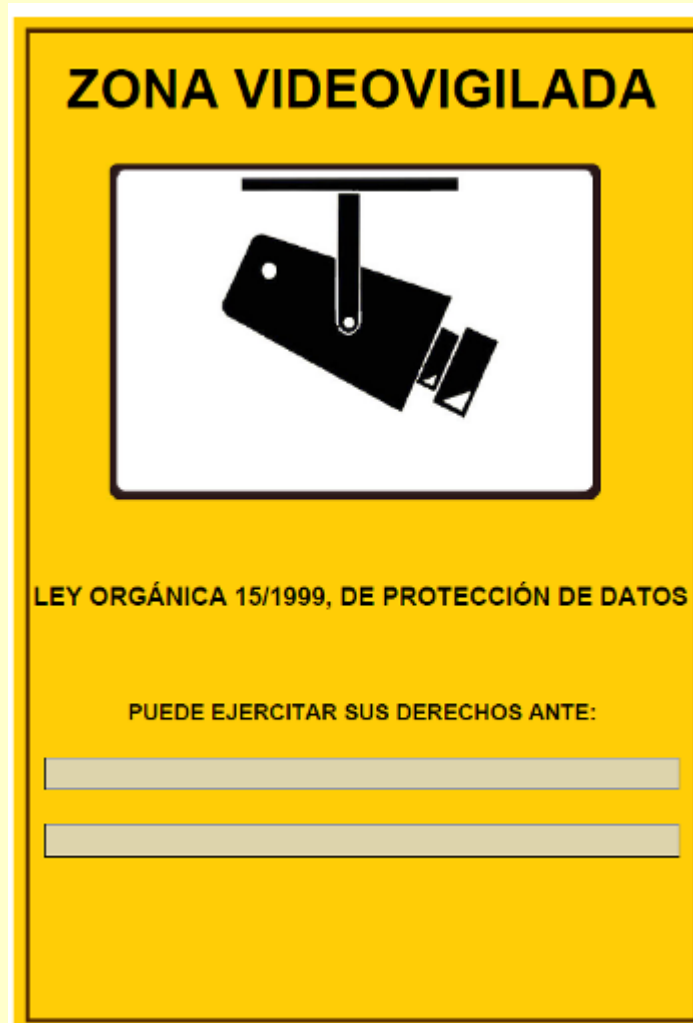 ZONA VIDEOVIGILADA
LEY ORGÁNICA 15/1999, DE PROTECCIÓN DE DATOS
PUEDE EJERCITAR SUS DERECHOS ANTE: